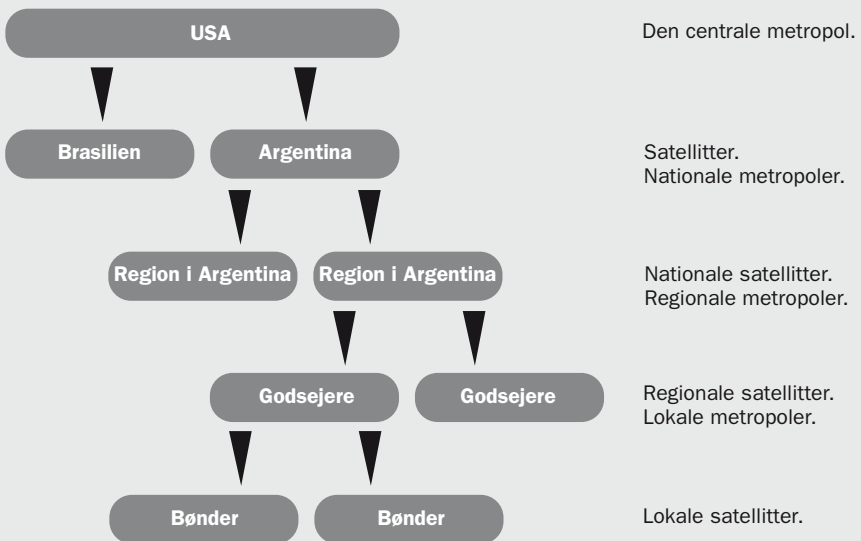 USA
Den centrale metropol.
Brasilien
Argentina
Satellitter.
Nationale metropoler.
Region i Argentina
Region i Argentina
Nationale satellitter.
Regionale metropoler.
Godsejere
Godsejere
Regionale satellitter.
Lokale metropoler.
Bønder
Bønder
Lokale satellitter.